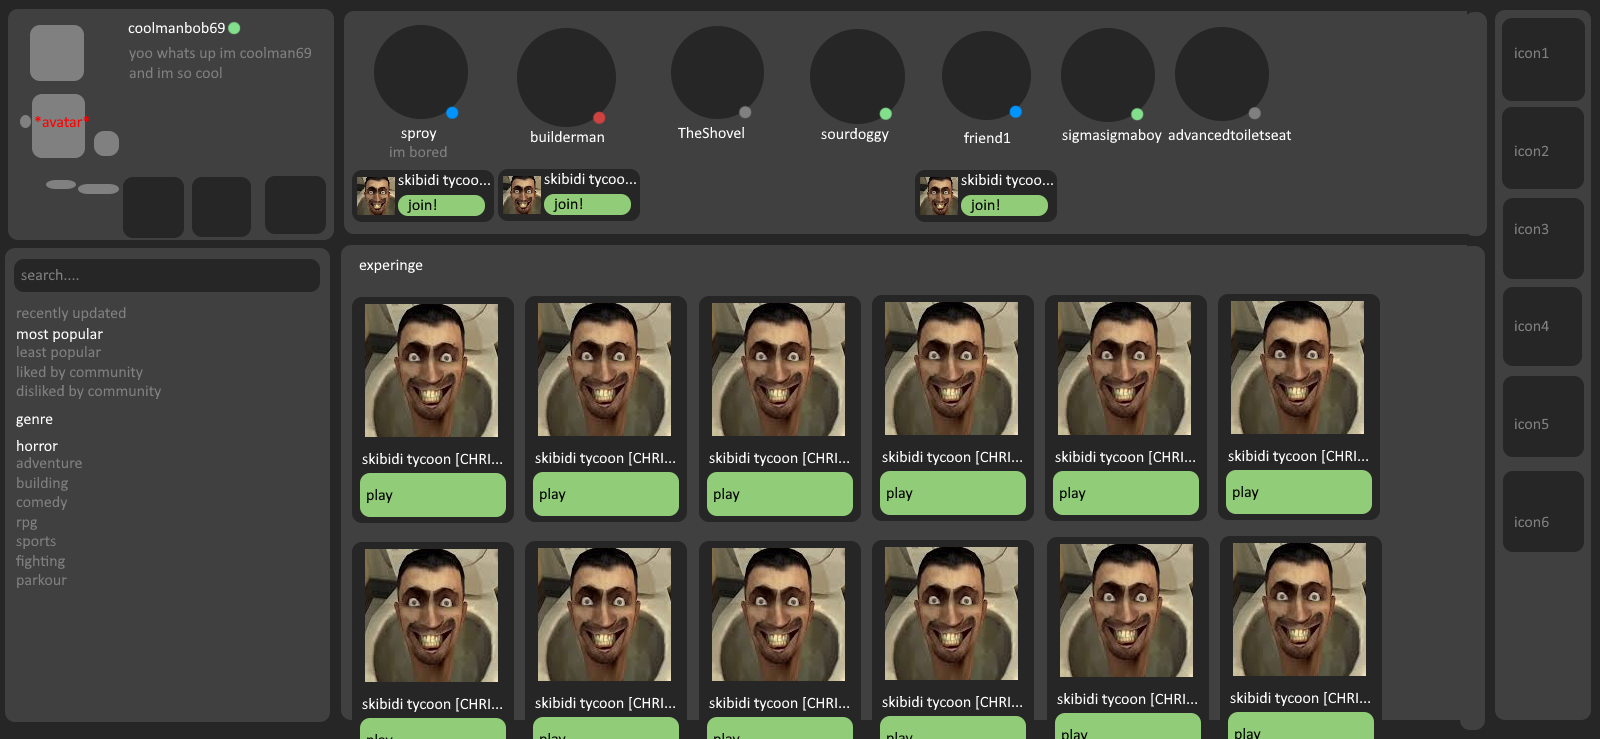 coolmanbob69
yoo whats up im coolman69
and im so cool
*avatar*
sproy
im bored
builderman
TheShovel
sourdoggy
friend1
sigmasigmaboy
advancedtoiletseat
skibidi tycoo...
join!
skibidi tycoo...
join!
skibidi tycoo...
join!
search....
recently updated
most popular
least popular
liked by community
disliked by community
genre
horror
adventure
building
comedy
rpg
sports
fighting
parkour
experinge
skibidi tycoon [CHRI...
play
skibidi tycoon [CHRI...
play
skibidi tycoon [CHRI...
play
skibidi tycoon [CHRI...
play
skibidi tycoon [CHRI...
play
skibidi tycoon [CHRI...
play
skibidi tycoon [CHRI...
play
skibidi tycoon [CHRI...
play
skibidi tycoon [CHRI...
play
skibidi tycoon [CHRI...
play
skibidi tycoon [CHRI...
play
skibidi tycoon [CHRI...
play
icon1
icon2
icon3
icon4
icon5
icon6